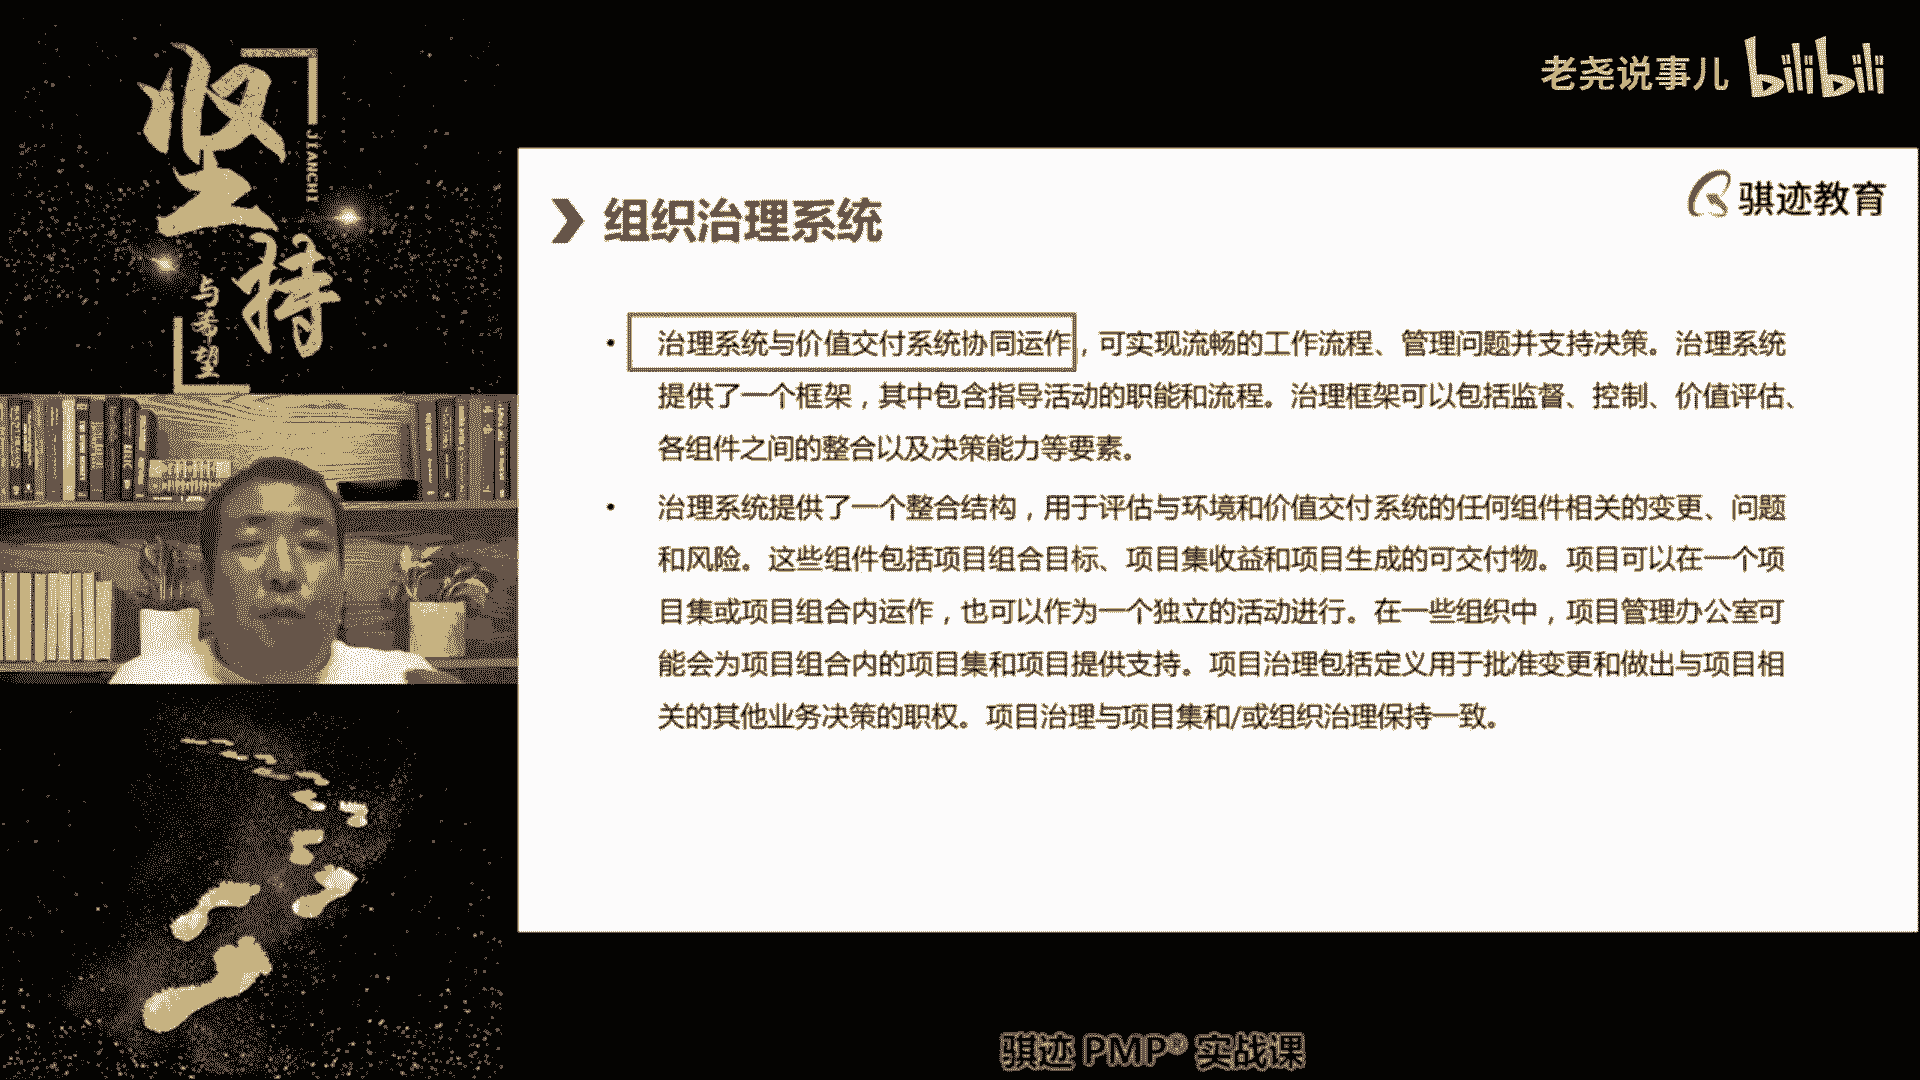 坚持
JIANCHI
与希望
老尧说事儿 bilibili
骐迹教育
组织治理系统
• 治理系统与价值交付系统协同运作，可实现流畅的工作流程、管理问题并支持决策。治理系统
提供了一个框架，其中包含指导活动的职能和流程。治理框架可以包括监督、控制、价值评估、
各组件之间的整合以及决策能力等要素。
• 治理系统提供了一个整合结构，用于评估与环境和价值交付系统的任何组件相关的变更、问题
和风险。这些组件包括项目组合目标、项目集收益和项目生成的可交付物。项目可以在一个项
目集或项目组合内运作，也可以作为一个独立的活动进行。在一些组织中，项目管理办公室可
能会为项目组合内的项目集和项目提供支持。项目治理包括定义用于批准变更和做出与项目相
关的其他业务决策的职权。项目治理与项目集和/或组织治理保持一致。
骐迹 PMP® 实战课